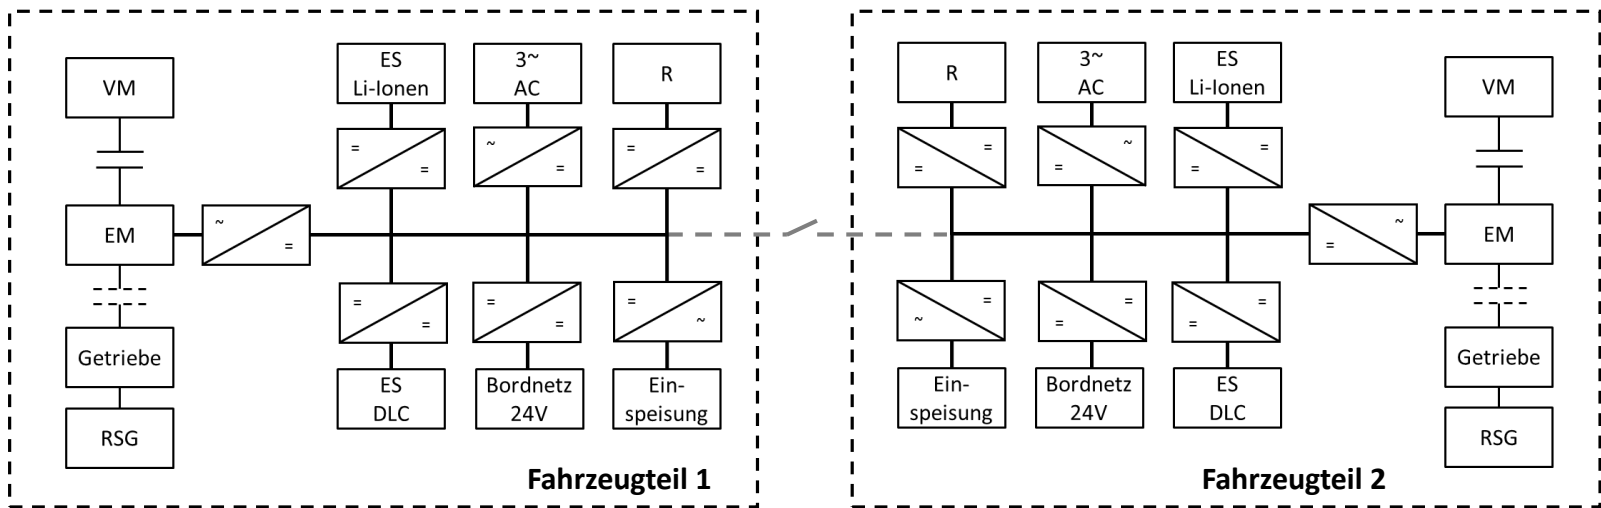 VM
EM
Getriebe
RSG
~
=
ES
Li-Ionen
=
=
3~
AC
~
=
R
=
=
=
=
ES
DLC
=
=
Bordnetz
24V
=
~
Ein-
speisung
Fahrzeugteil 1
R
=
=
3~
AC
~
=
ES
Li-Ionen
=
=
=
~
Ein-
speisung
=
=
Bordnetz
24V
=
=
ES
DLC
~
=
VM
EM
Getriebe
RSG
Fahrzeugteil 2